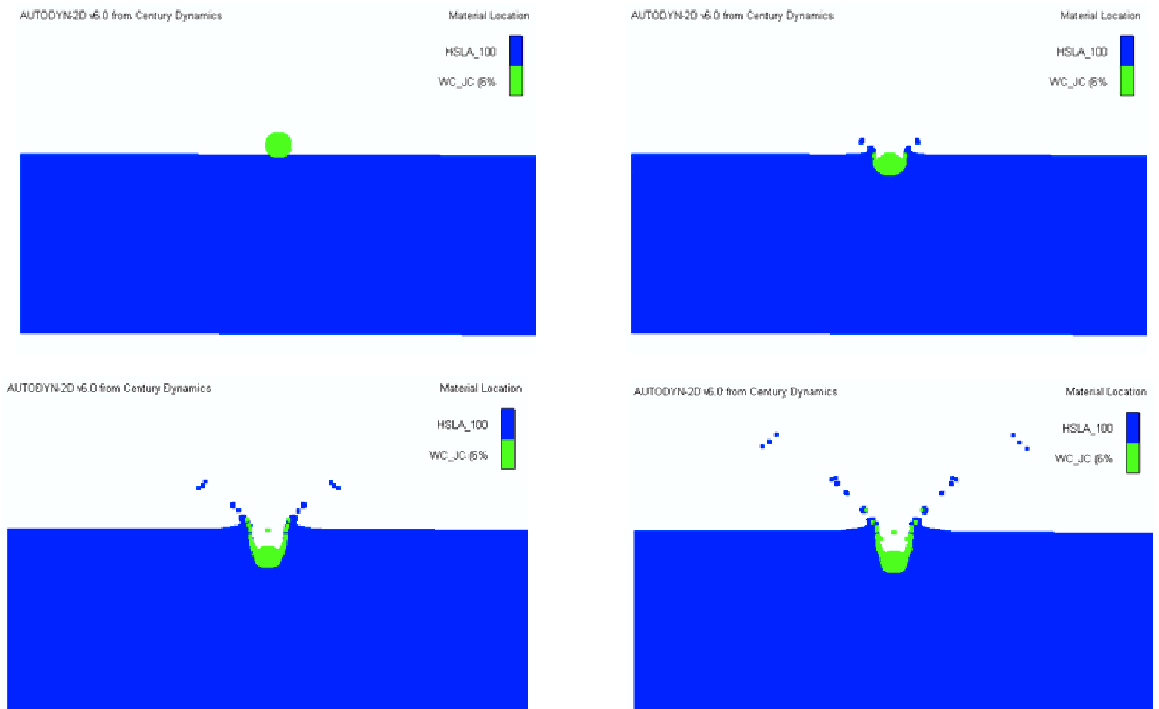 AUTODYN-2D v6.0 from Century Dynamics
Material Location
HSLA_100
WC_JC (6%
AUTODYN-2D v6.0 from Century Dynamics
Material Location
HSLA_100
WC_JC (6%
AUTODYN-2D v6.0 from Century Dynamics
Material Location
HSLA_100
WC_JC (6%
AUTODYN-2D v6.0 from Century Dynamics
Material Location
HSLA_100
WC_JC (6%